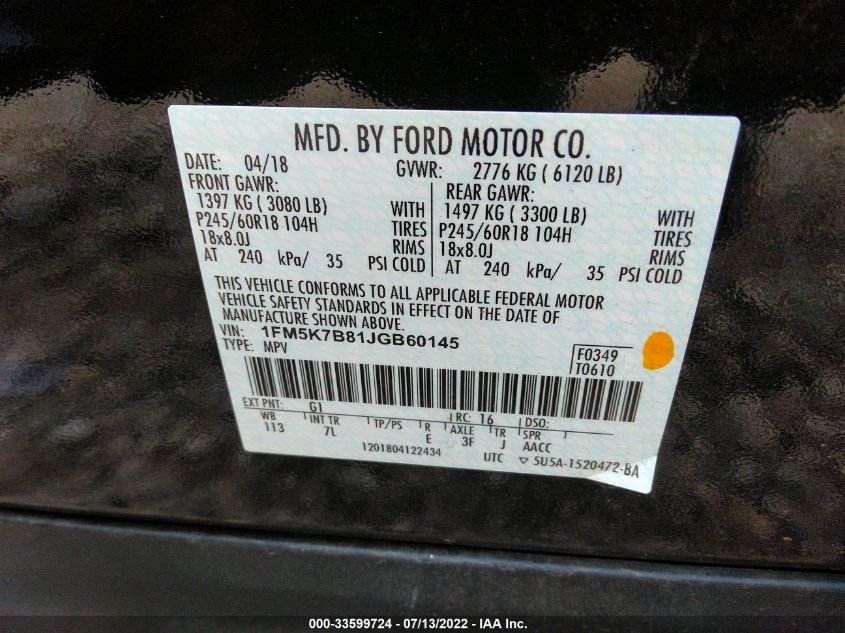 MFD. BY FORD MOTOR CO.
DATE: 04/18 GVWR: 2776 KG ( 6120 LB)
FRONT GAWR: REAR GAWR:
1397 KG ( 3080 LB) WITH 1497 KG ( 3300 LB) WITH
P245/60R18 104H TIRES P245/60R18 104H TIRES
18x8.0J RIMS 18x8.0J RIMS
AT 240 kPa/ 35 PSI COLD AT 240 kPa/ 35 PSI COLD
THIS VEHICLE CONFORMS TO ALL APPLICABLE FEDERAL MOTOR
VEHICLE SAFETY STANDARDS IN EFFECT ON THE DATE OF
MANUFACTURE SHOWN ABOVE.
VIN: 1FM5K7B81JGB60145
TYPE: MPV
F0349
T0610
EXT PNT: G1 RC: 16 DSO:
WB INT TR TP/PS R AXLE TR SPR
113 7L E 3F J AACC
1201804122434 UTC ▽ 5U5A-1520472-BA
000-33599724 - 07/13/2022 - IAA Inc.